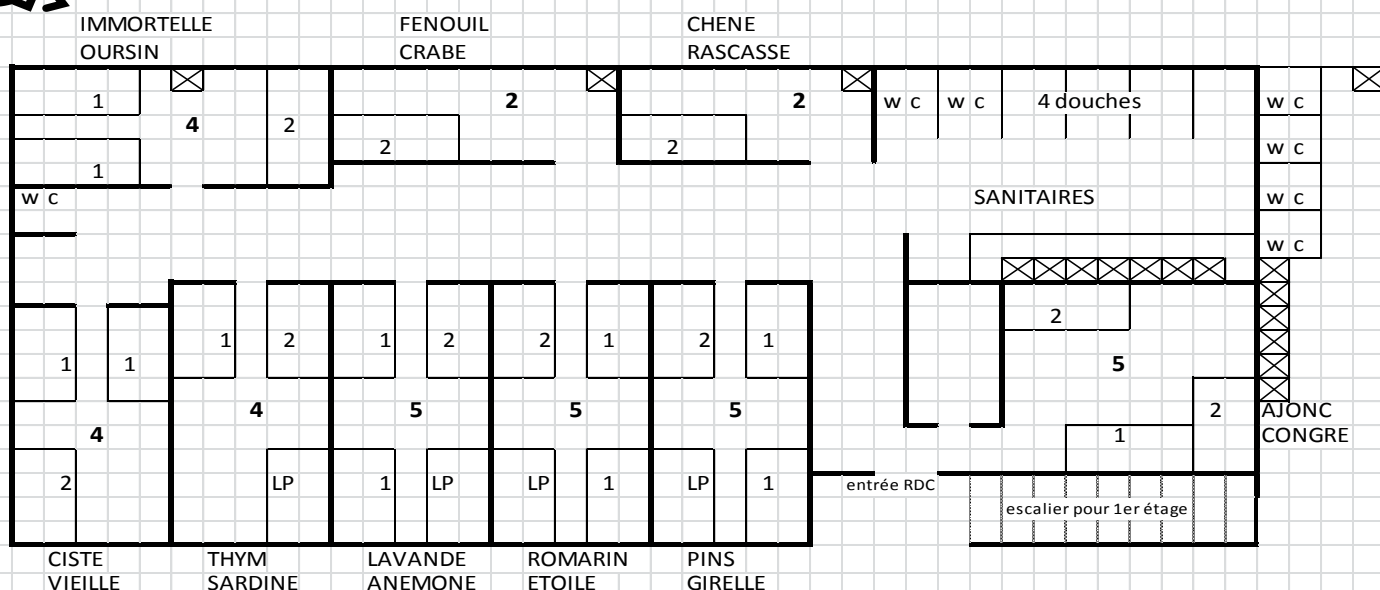 IMMORTELLE
OURSIN
FENOUIL
CRABE
CHENE
RASCASSE
1
4
2
1
2
2
2
2
w c
w c
4 douches
w c
w c
w c
w c
w c
SANITAIRES
1
1
4
2
1
2
4
LP
1
2
5
1
LP
2
1
5
LP
1
2
1
5
LP
1
2
5
2
1
AJONC
CONGRE
entrée RDC
escalier pour 1er étage
CISTE
VIEILLE
THYM
SARDINE
LAVANDE
ANEMONE
ROMARIN
ETOILE
PINS
GIRELLE